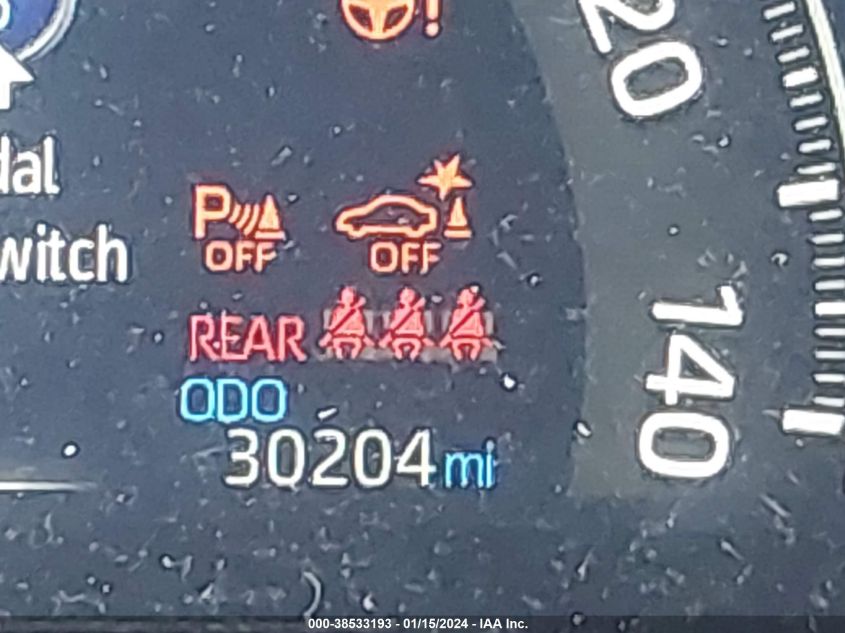 20
dal
P
witch
OFF OFF
140
REAR
ODO
30204 mi
000-38533193 - 01/15/2024 - IAA Inc.